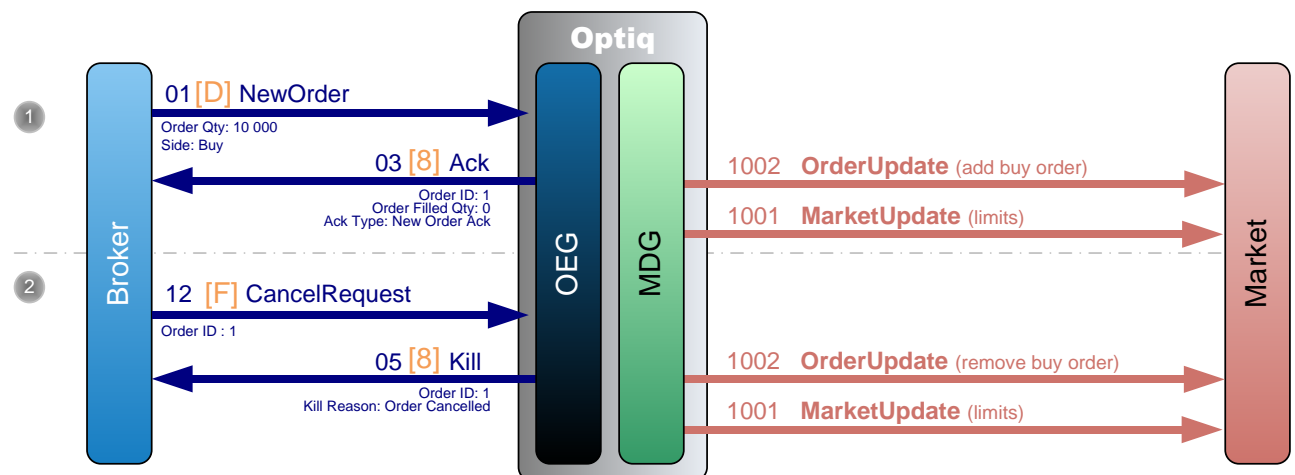 Optiq
1
01 [D] NewOrder
Order Qty: 10 000
Side: Buy
03 [8] Ack
Order ID: 1
Order Filled Qty: 0
Ack Type: New Order Ack
1002 OrderUpdate (add buy order)
1001 MarketUpdate (limits)
Broker
OEG
MDG
Market
2
12 [F] CancelRequest
Order ID : 1
05 [8] Kill
Order ID: 1
Kill Reason: Order Cancelled
1002 OrderUpdate (remove buy order)
1001 MarketUpdate (limits)